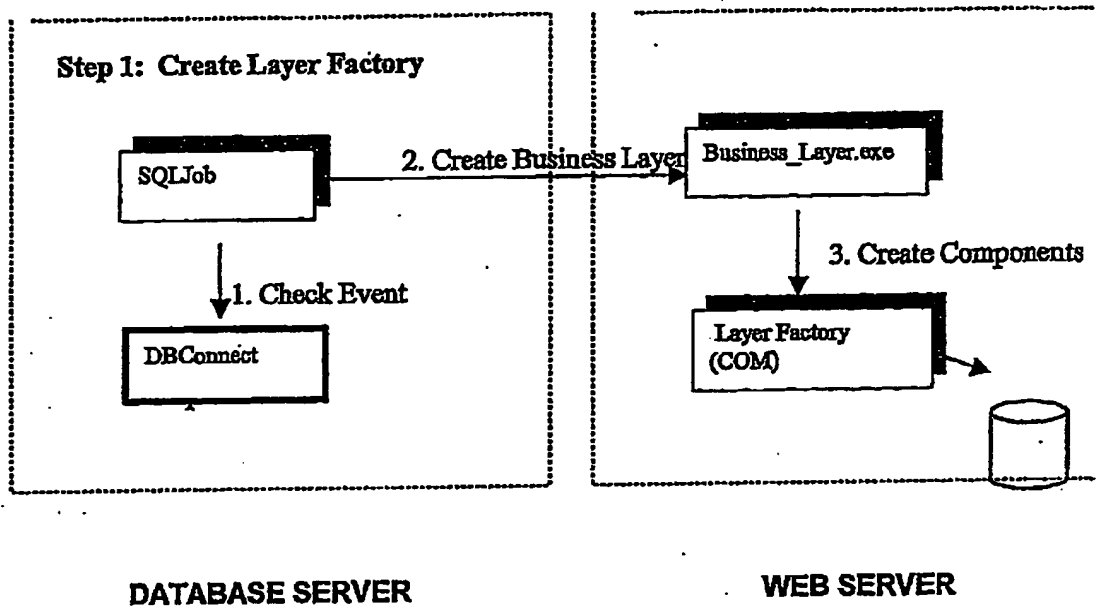 Step 1: Create Layer Factory
SQLJob
2. Create Business Layer
Business_Layer.exe
1. Check Event
3. Create Components
DBConnect
Layer Factory
(COM)
DATABASE SERVER
WEB SERVER